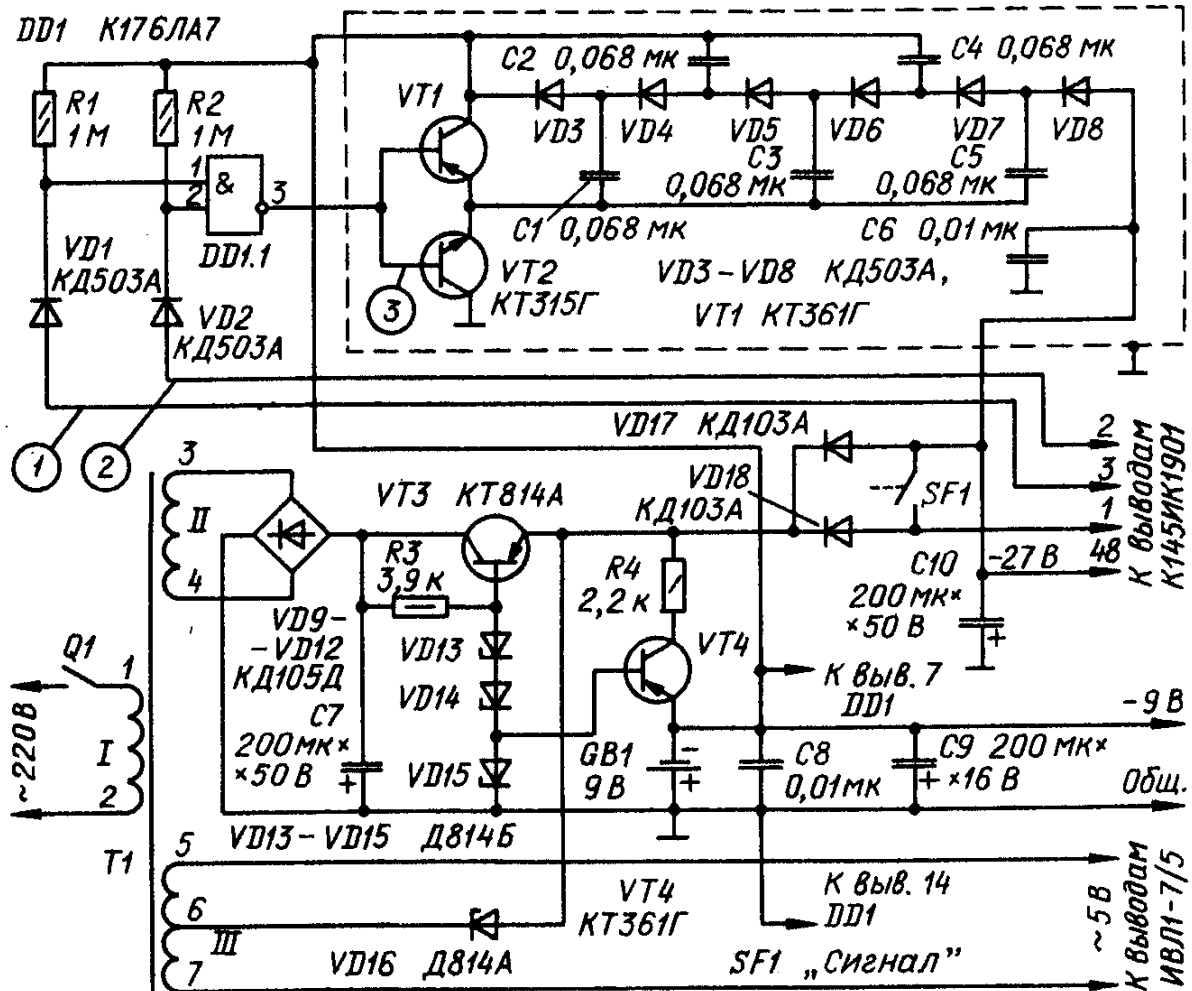 DD1 К176ЛА7
R1
1М
R2
1М
1
2
&
3
DD1.1
VD1
КД503А
VD2
КД503А
VT1
C2 0,068 мк
C4 0,068 мк
VD3
VD4
VD5
VD6
VD7
VD8
C3
0,068 мк
C5
0,068 мк
C1 0,068 мк
C6 0,01 мк
VT2
КТ315Г
3
VD3-VD8 КД503А,
VT1 КТ361Г
1
2
VD17 КД103А
VD18
КД103А
SF1
2
3
1
48
-27 В
К выводам
К145ИК1901
3
II
4
VT3 КТ814А
R3
3,9 к
R4
2,2 к
C10
200 мк×
×50 В
+
VD9-
-VD12
КД105Д
VD13
VD14
VD15
VT4
К выв. 7
DD1
Q1
1
I
2
~220В
C7
200 мк×
×50 В
+
GB1
9 В
-
+
C8
0,01 мк
C9 200 мк×
×16 В
+
-9 В
Общ.
VD13-VD15 Д814Б
T1
5
6
III
7
VT4
КТ361Г
К выв. 14
DD1
VD16 Д814А
SF1 „Сигнал”
~5 В
К выводам
ИВЛ1-7/5